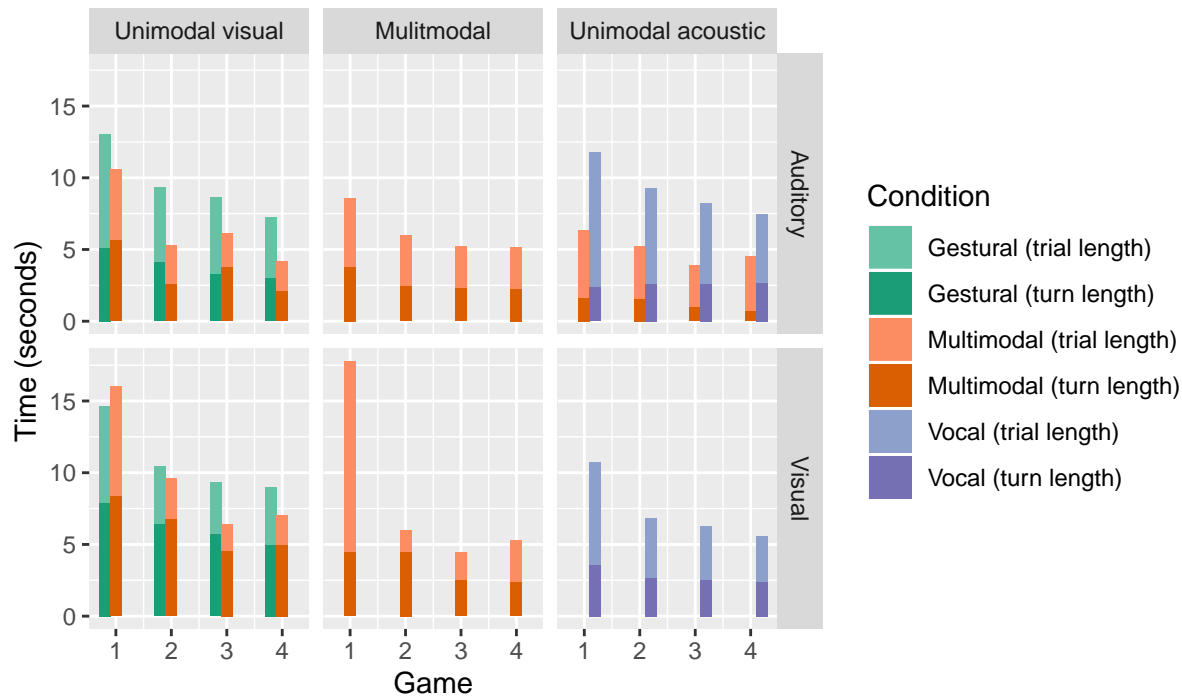 Unimodal visual
Mulitmodal
Unimodal acoustic
15
10
5
0
Auditory
15
10
5
0
Visual
Time (seconds)
1 2 3 4
1 2 3 4
1 2 3 4
Game
Condition
Gestural (trial length)
Gestural (turn length)
Multimodal (trial length)
Multimodal (turn length)
Vocal (trial length)
Vocal (turn length)